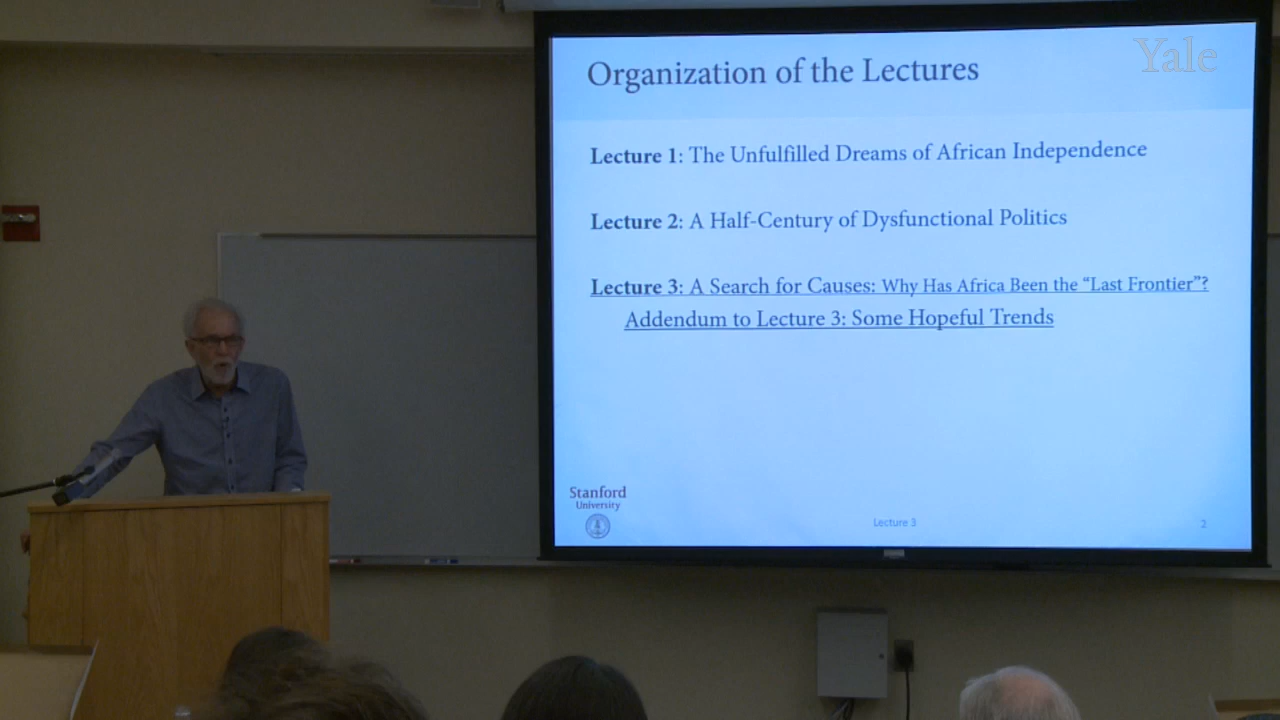 Yale
Organization of the Lectures
Lecture 1: The Unfulfilled Dreams of African Independence
Lecture 2: A Half-Century of Dysfunctional Politics
Lecture 3: A Search for Causes: Why Has Africa Been the “Last Frontier”?
Addendum to Lecture 3: Some Hopeful Trends
Stanford
University
Lecture 3
2